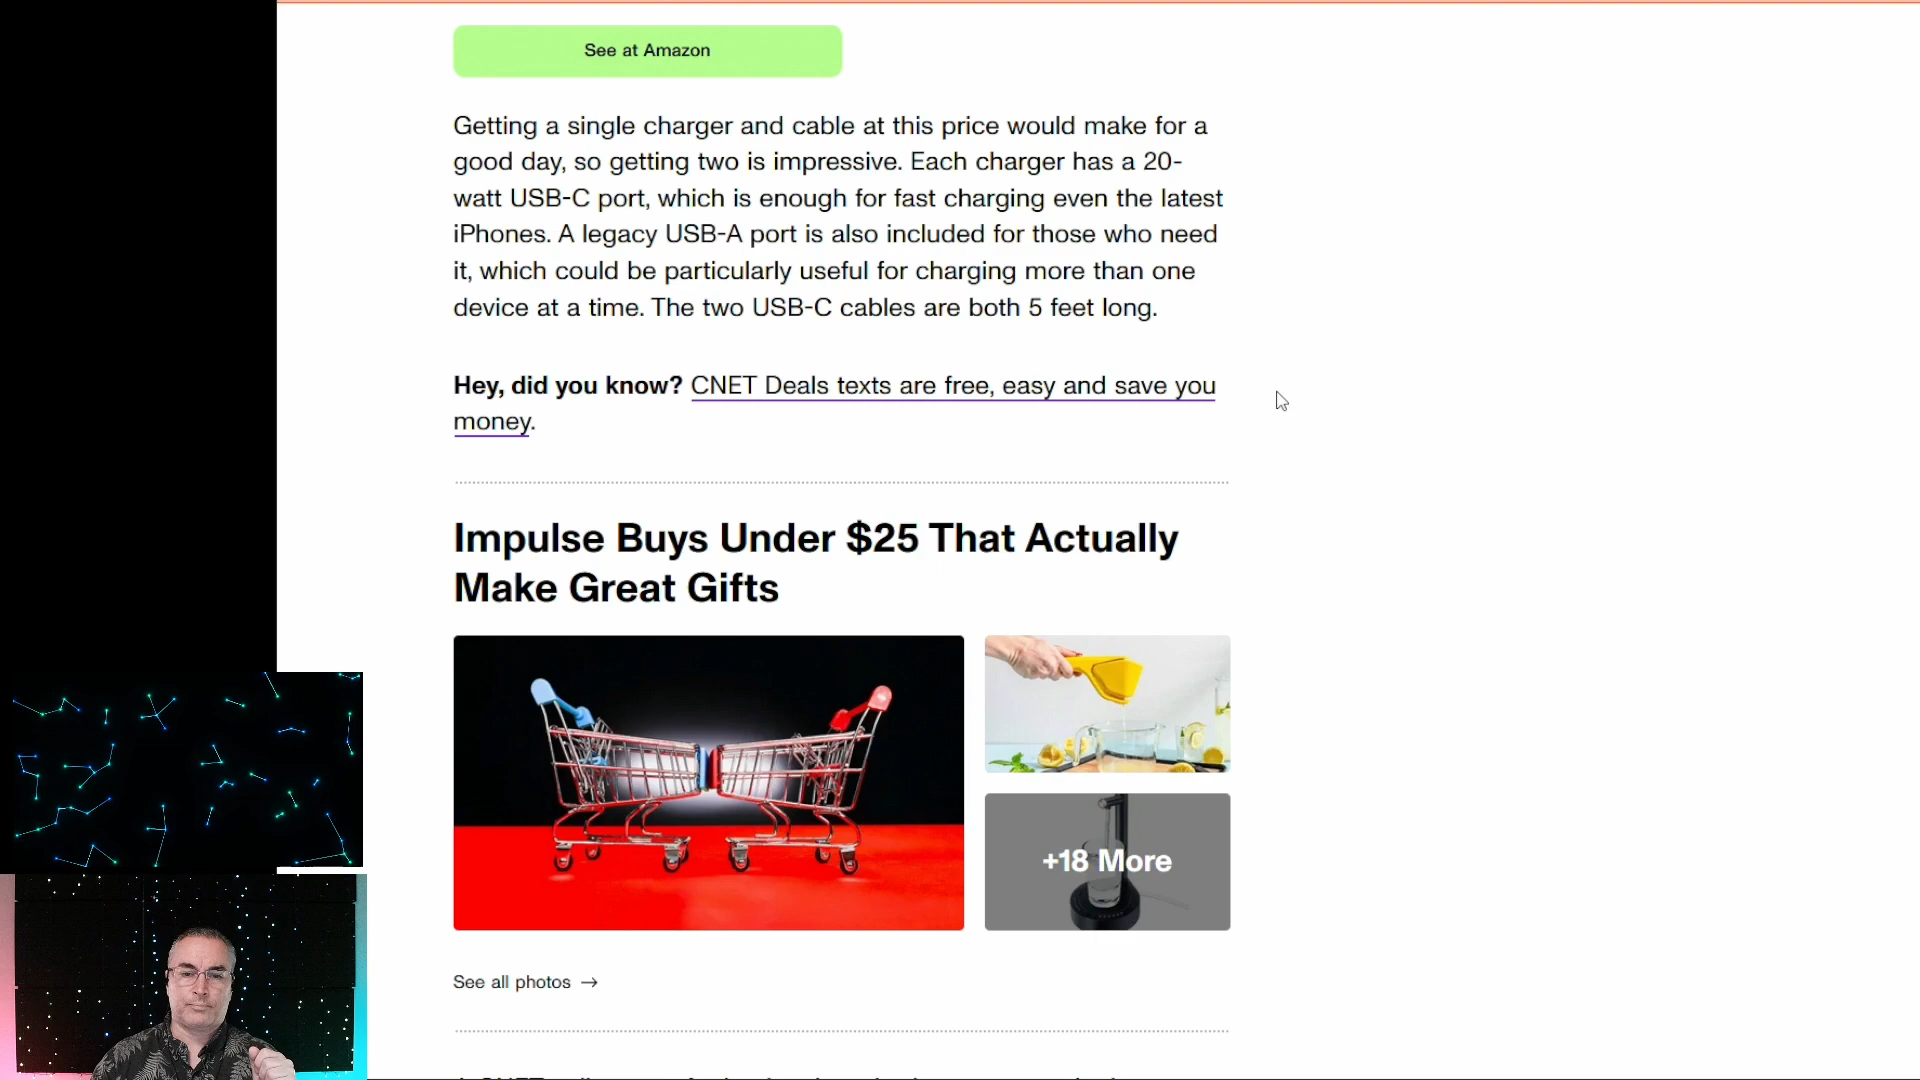 See at Amazon
Getting a single charger and cable at this price would make for a
good day, so getting two is impressive. Each charger has a 20-
watt USB-C port, which is enough for fast charging even the latest
iPhones. A legacy USB-A port is also included for those who need
it, which could be particularly useful for charging more than one
device at a time. The two USB-C cables are both 5 feet long.
Hey, did you know? CNET Deals texts are free, easy and save you
money.
Impulse Buys Under $25 That Actually
Make Great Gifts
+18 More
See all photos →